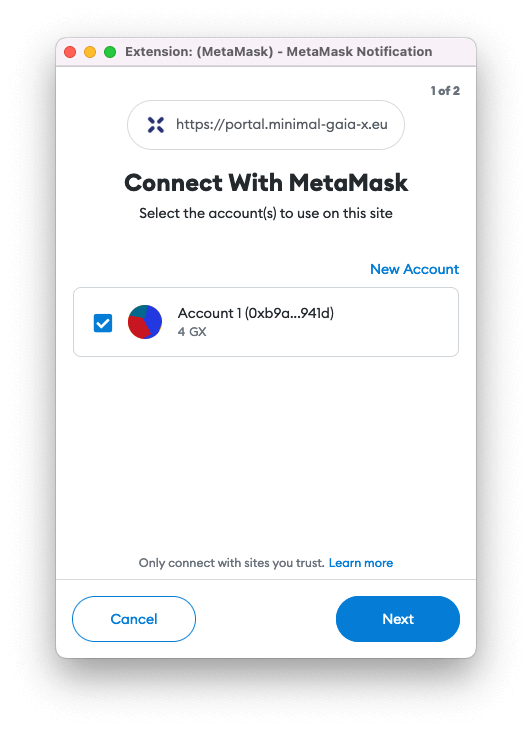 Extension: (MetaMask) - MetaMask Notification
1 of 2
https://portal.minimal-gaia-x.eu
Connect With MetaMask
Select the account(s) to use on this site
New Account
Account 1 (0xb9a...941d)
4 GX
Only connect with sites you trust. Learn more
Cancel
Next